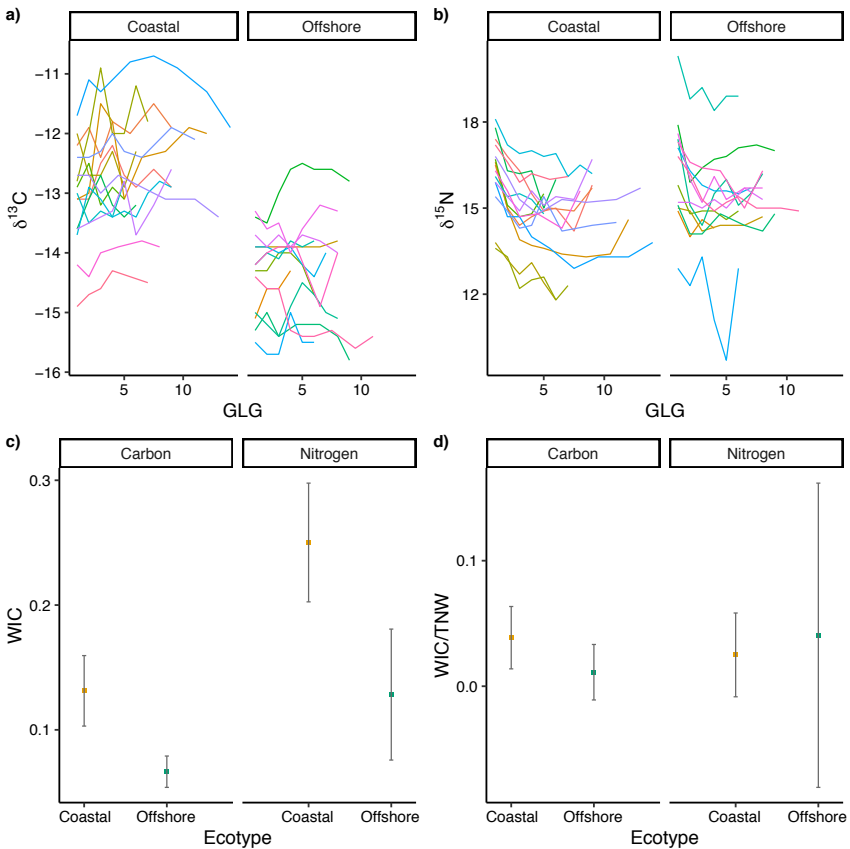 a)
Coastal
Offshore
−11
−12
−13
−14
−15
−16
δ13C
5
10
5
10
GLG
b)
Coastal
Offshore
18
15
12
δ15N
5
10
5
10
GLG
c)
Carbon
Nitrogen
0.3
0.2
0.1
WIC
Coastal
Offshore
Coastal
Offshore
Ecotype
d)
Carbon
Nitrogen
0.1
0.0
WIC/TNW
Coastal
Offshore
Coastal
Offshore
Ecotype